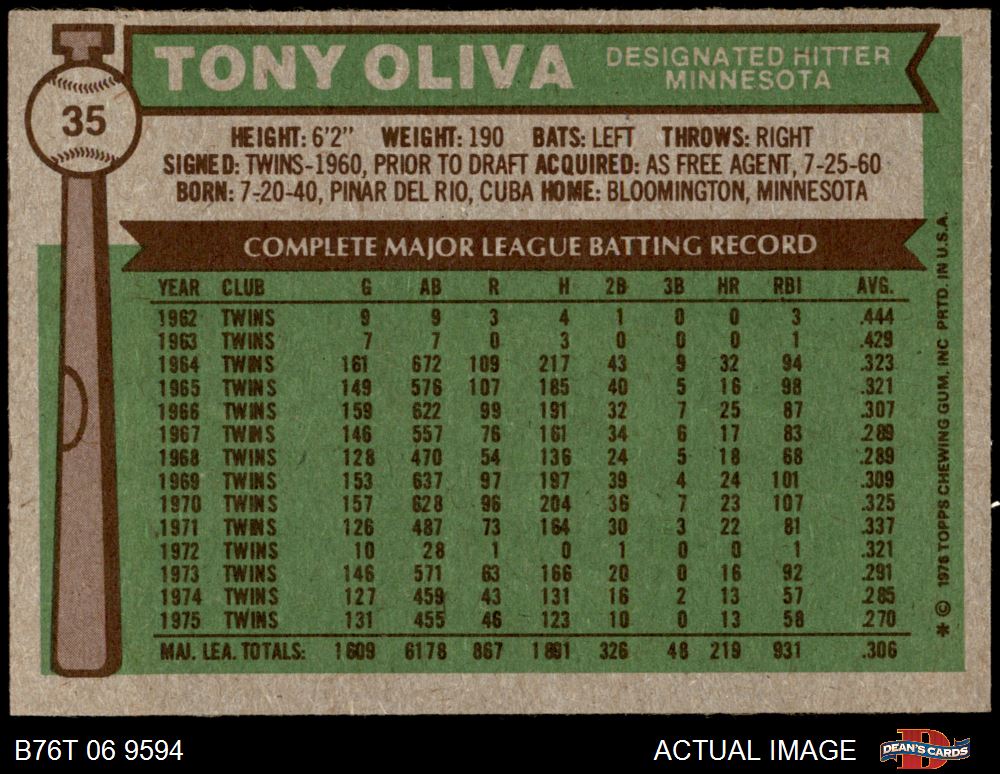 TONY OLIVA
DESIGNATED HITTER
MINNESOTA
35
HEIGHT: 6'2" WEIGHT: 190 BATS: LEFT THROWS: RIGHT
SIGNED: TWINS-1960, PRIOR TO DRAFT ACQUIRED: AS FREE AGENT, 7-25-60
BORN: 7-20-40, PINAR DEL RIO, CUBA HOME: BLOOMINGTON, MINNESOTA
COMPLETE MAJOR LEAGUE BATTING RECORD
YEAR CLUB G AB R H 2B 3B HR RBI AVG.
1962 TWINS 9 9 3 4 1 0 0 3 .444
1963 TWINS 7 7 0 3 0 0 0 1 .429
1964 TWINS 161 672 109 217 43 9 32 94 .323
1965 TWINS 149 576 107 185 40 5 16 98 .321
1966 TWINS 159 622 99 191 32 7 25 87 .307
1967 TWINS 146 557 76 161 34 6 17 83 .289
1968 TWINS 128 470 54 136 24 5 18 68 .289
1969 TWINS 153 637 97 197 39 4 24 101 .309
1970 TWINS 157 628 96 204 36 7 23 107 .325
1971 TWINS 126 487 73 164 30 3 22 81 .337
1972 TWINS 10 28 1 0 1 0 0 1 .321
1973 TWINS 146 571 63 166 20 0 16 92 .291
1974 TWINS 127 459 43 131 16 2 13 57 .285
1975 TWINS 131 455 46 123 10 0 13 58 .270
MAJ. LEA. TOTALS: 1609 6178 867 1891 326 48 219 931 .306
* © 1976 TOPPS CHEWING GUM, INC PRTD. IN U.S.A.
B76T 06 9594
ACTUAL IMAGE
DEAN'S CARDS